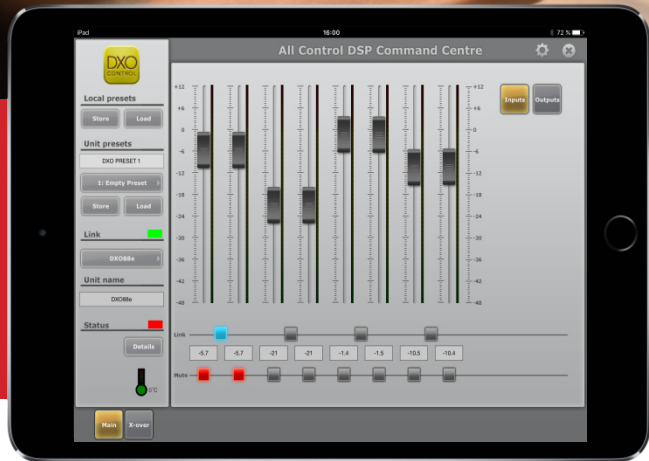 iPad
16:00
72 %
All Control DSP Command Centre
DXO
CONTROL
Local presets
Store Load
Unit presets
DXO PRESET 1
1: Empty Preset
Store Load
Link
DXO88e
Unit name
DXO88e
Status
Details
0°C
+12 +12
+6 +6
0 0
-6 -6
-12 -12
-18 -18
-24 -24
-30 -30
-36 -36
-42 -42
-48 -48
Inputs Outputs
Link
-5.7 -5.7 -21 -21 -1.4 -1.5 -10.5 -10.4
Mute
Main X-over